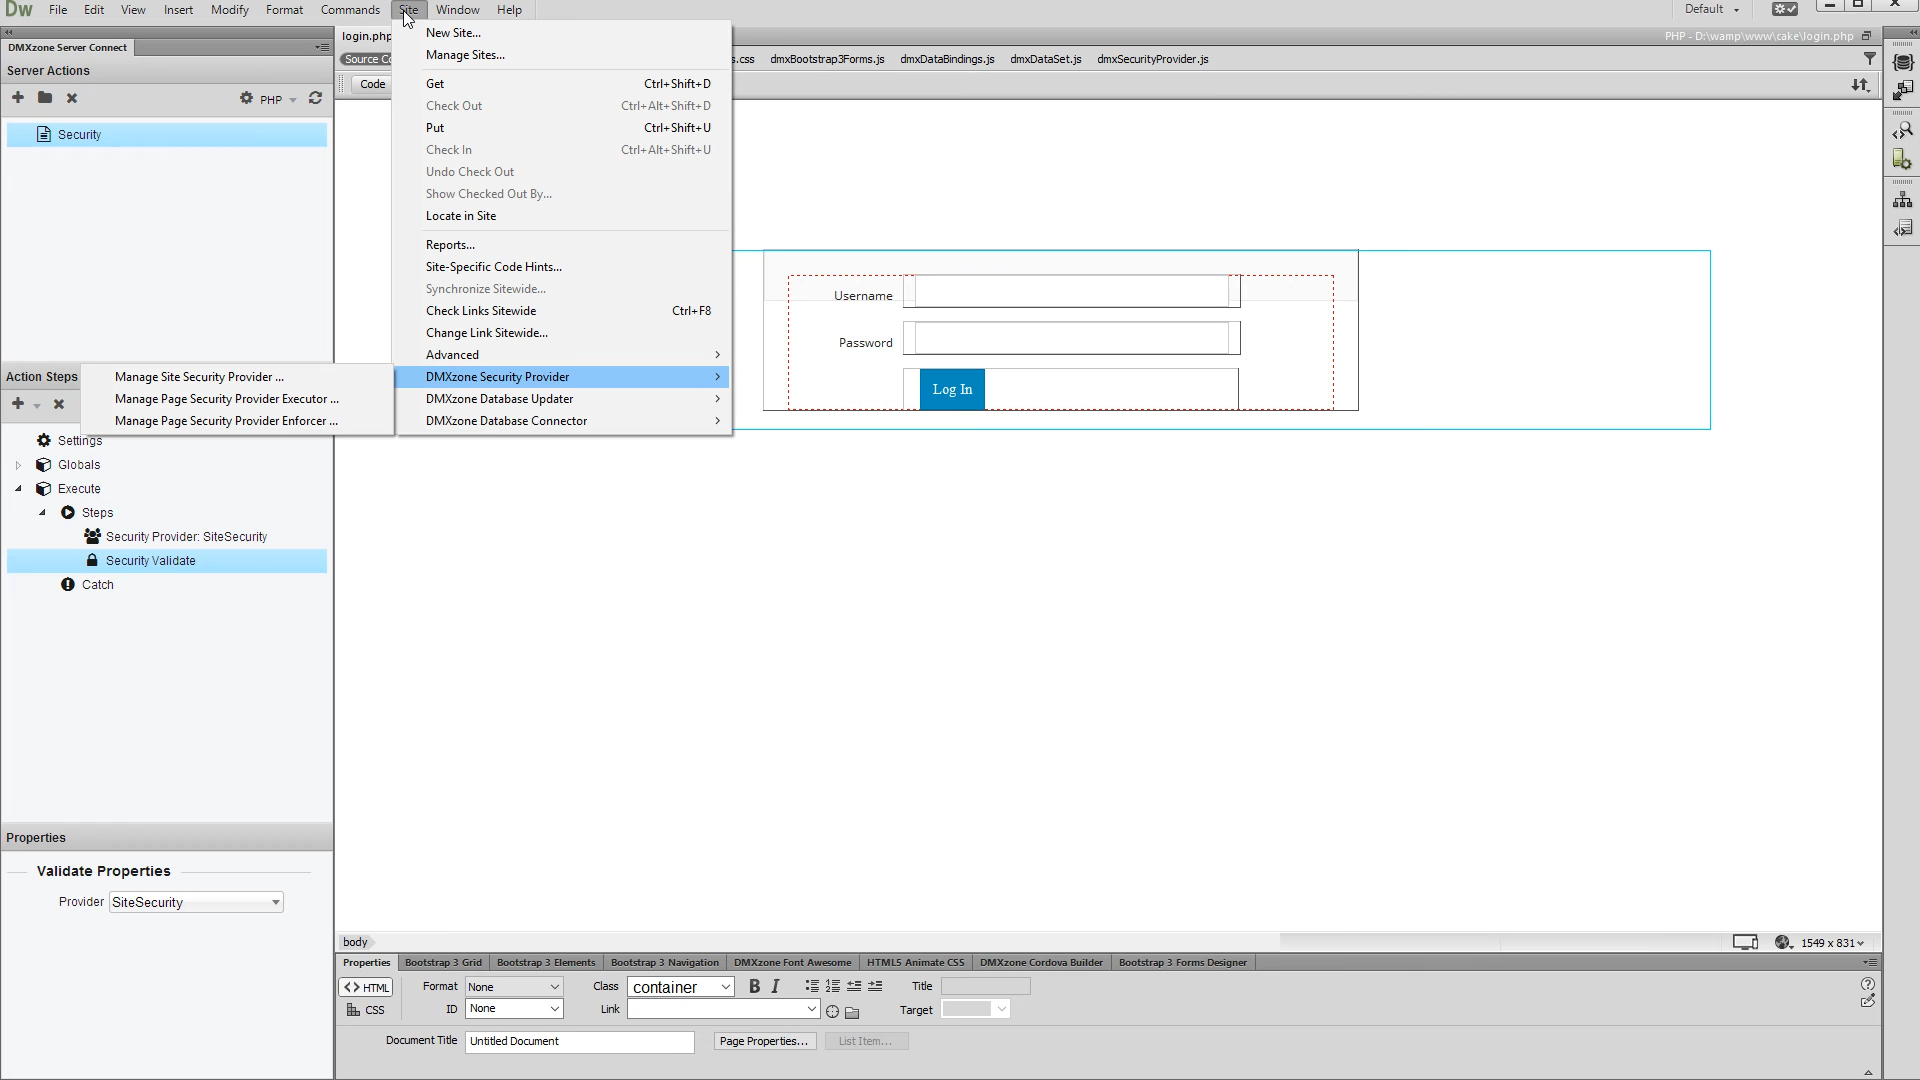 Dw File Edit View Insert Modify Format Commands Site Window Help Default
DMXzone Server Connect
Server Actions
PHP
Security
login.php
PHP - D:\wamp\www\cake\login.php
Source Co
s.css dmxBootstrap3Forms.js dmxDataBindings.js dmxDataSet.js dmxSecurityProvider.js
Code
New Site...
Manage Sites...
Get Ctrl+Shift+D
Check Out Ctrl+Alt+Shift+D
Put Ctrl+Shift+U
Check In Ctrl+Alt+Shift+U
Undo Check Out
Show Checked Out By...
Locate in Site
Reports...
Site-Specific Code Hints...
Synchronize Sitewide...
Check Links Sitewide Ctrl+F8
Change Link Sitewide...
Advanced
DMXzone Security Provider
DMXzone Database Updater
DMXzone Database Connector
Manage Site Security Provider ...
Manage Page Security Provider Executor ...
Manage Page Security Provider Enforcer ...
Username
Password
Log In
Action Steps
Settings
Globals
Execute
Steps
Security Provider: SiteSecurity
Security Validate
Catch
Properties
Validate Properties
Provider SiteSecurity
body
1549 x 831
Properties Bootstrap 3 Grid Bootstrap 3 Elements Bootstrap 3 Navigation DMXzone Font Awesome HTML5 Animate CSS DMXzone Cordova Builder Bootstrap 3 Forms Designer
<> HTML Format None Class container B I Title
CSS ID None Link Target
Document Title Untitled Document Page Properties... List Item...